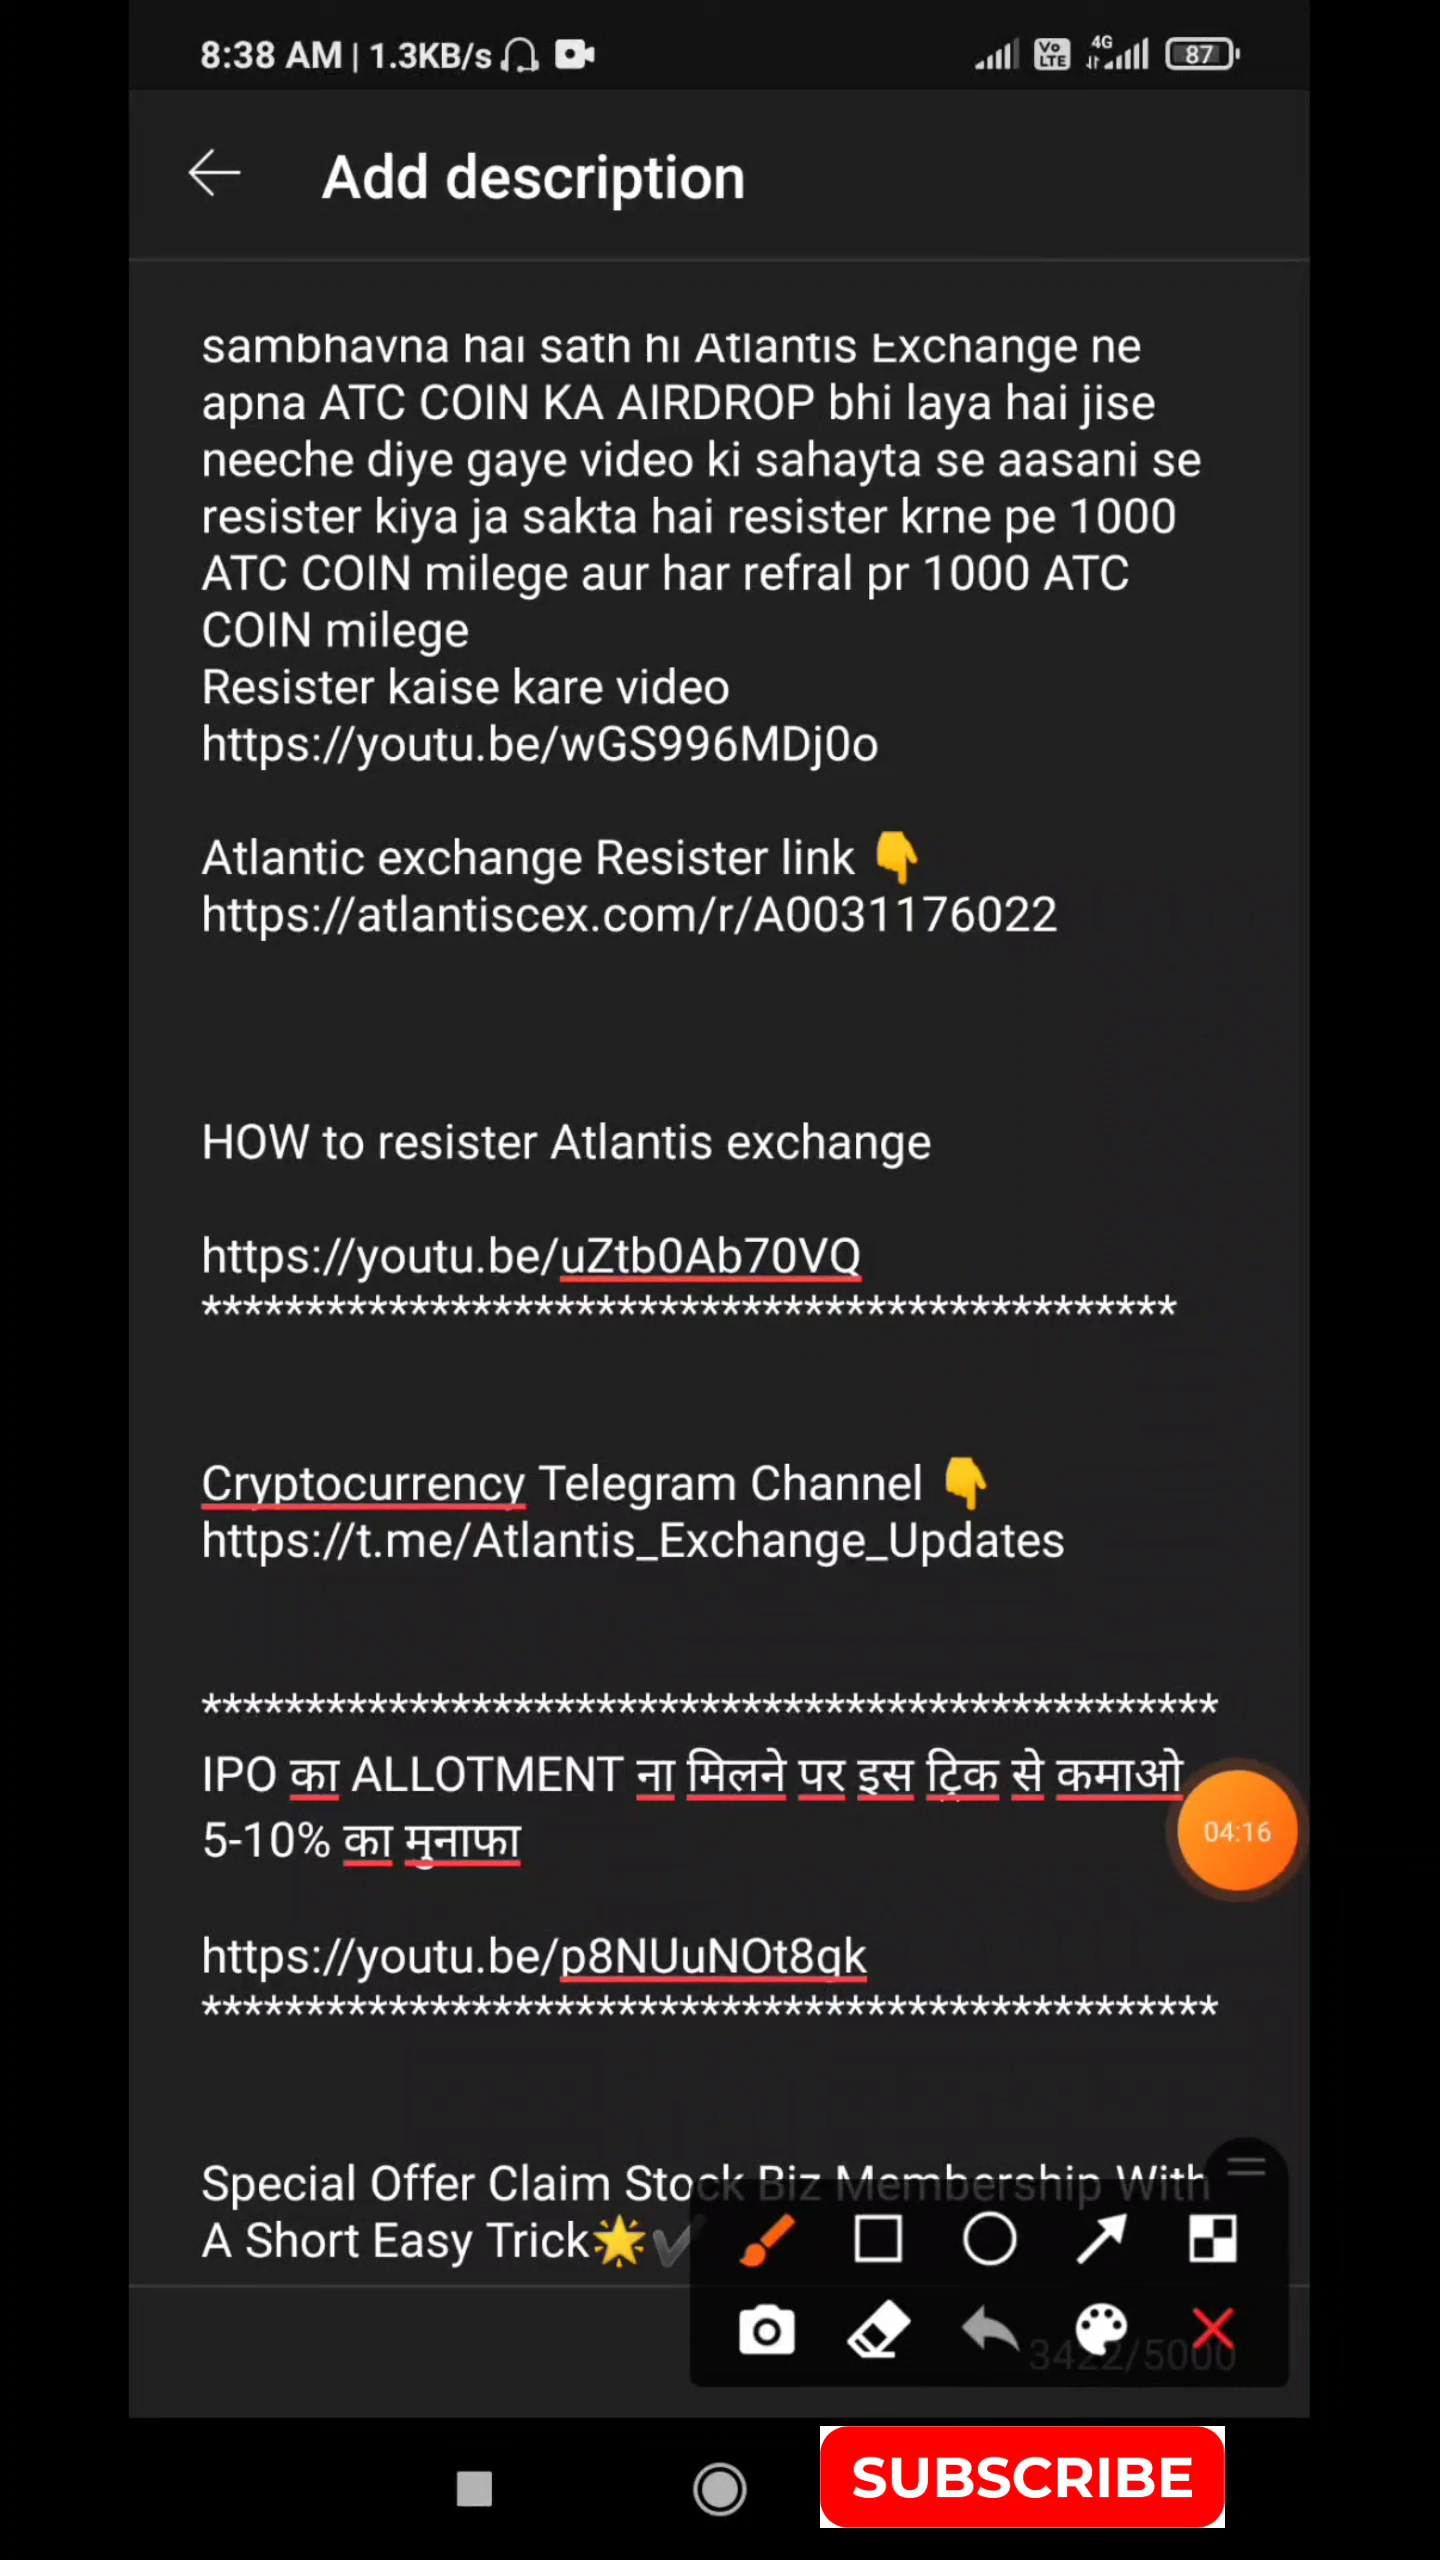 8:38 AM | 1.3KB/s
Vo LTE 4G 87
Add description
sambhavna hai sath hi Atlantis Exchange ne
apna ATC COIN KA AIRDROP bhi laya hai jise
neeche diye gaye video ki sahayta se aasani se
resister kiya ja sakta hai resister krne pe 1000
ATC COIN milege aur har refral pr 1000 ATC
COIN milege
Resister kaise kare video
https://youtu.be/wGS996MDj0o
Atlantic exchange Resister link 👇
https://atlantiscex.com/r/A0031176022
HOW to resister Atlantis exchange
https://youtu.be/uZtb0Ab70VQ
***********************************************
Cryptocurrency Telegram Channel 👇
https://t.me/Atlantis_Exchange_Updates
*************************************************
IPO का ALLOTMENT ना मिलने पर इस ट्रिक से कमाओ
5-10% का मुनाफा
04:16
https://youtu.be/p8NUuNOt8qk
*************************************************
Special Offer Claim Stock Biz Membership With
A Short Easy Trick🌟✔
3422/5000
SUBSCRIBE